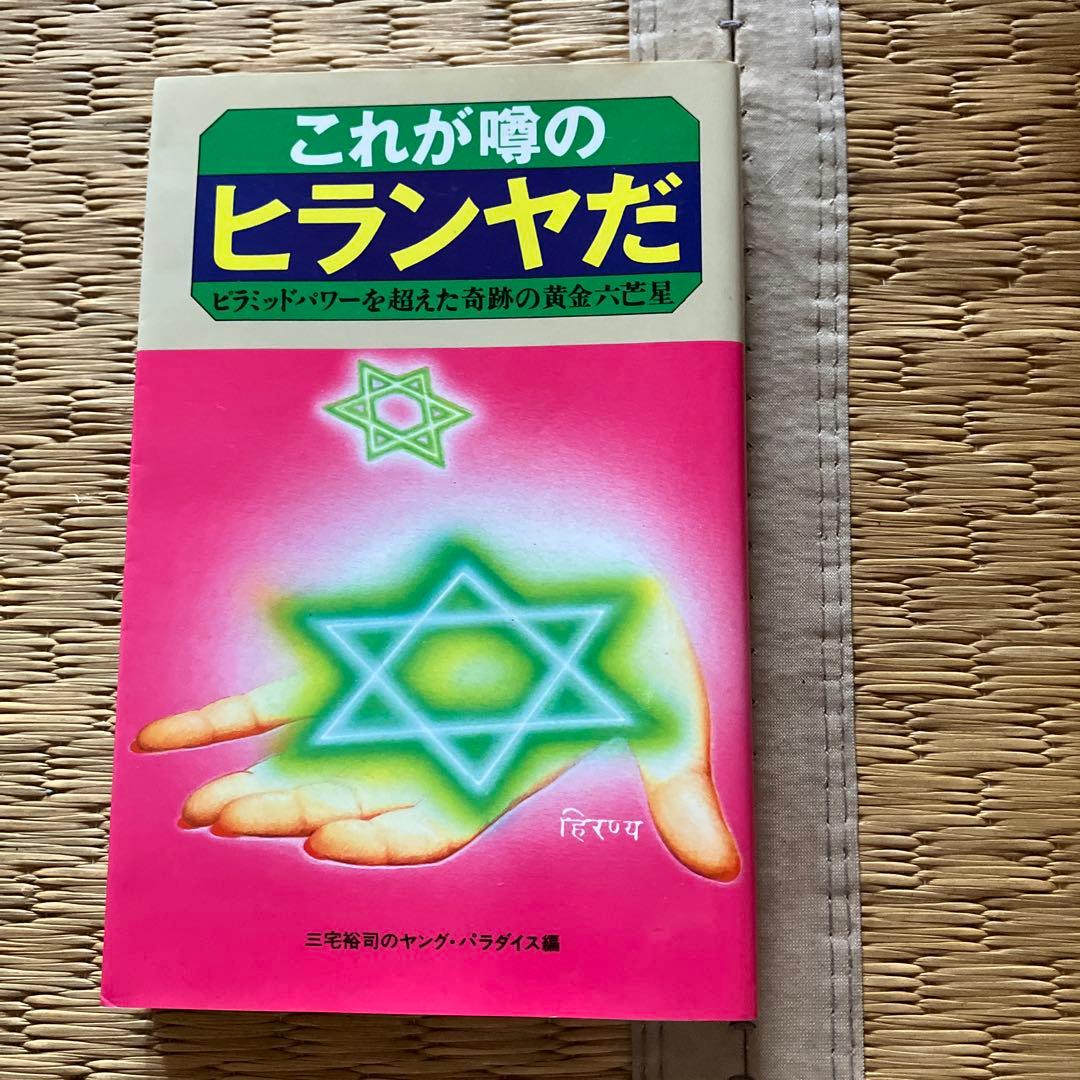 これが噂の
ヒランヤだ
ピラミッドパワーを超えた奇跡の黄金六芒星
हिरण्य
三宅裕司のヤング・パラダイス編